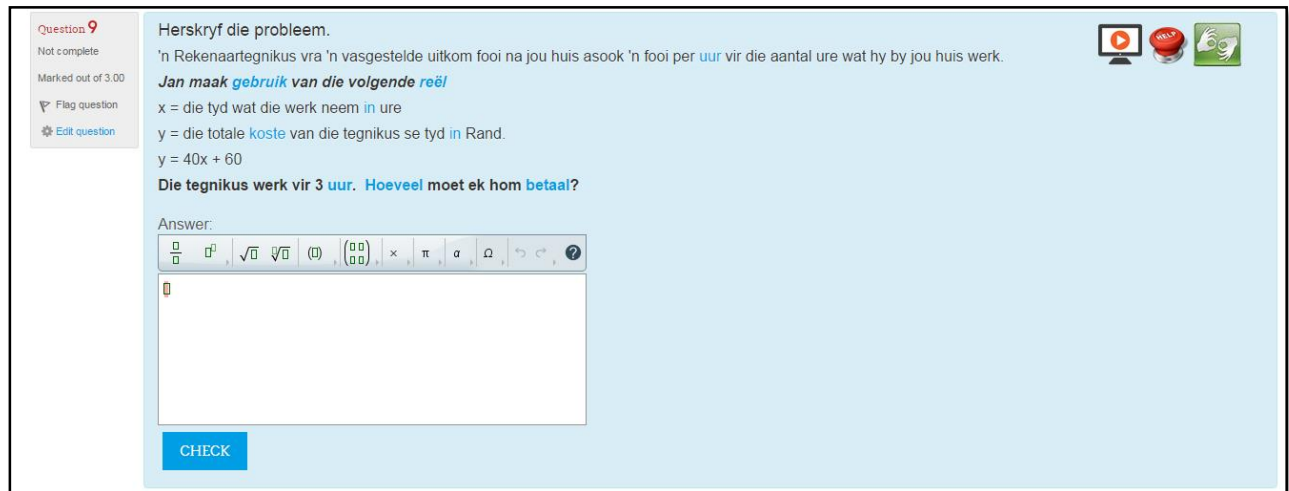 Question 9
Not complete
Marked out of 3.00
Flag question
Edit question
Herskryf die probleem.
'n Rekenaartegnikus vra 'n vasgestelde uitkom fooi na jou huis asook 'n fooi per uur vir die aantal ure wat hy by jou huis werk.
Jan maak gebruik van die volgende reël
x = die tyd wat die werk neem in ure
y = die totale koste van die tegnikus se tyd in Rand.
y = 40x + 60
Die tegnikus werk vir 3 uur. Hoeveel moet ek hom betaal?
HELP
Answer:
√ √ (▯) × π α Ω ?
CHECK